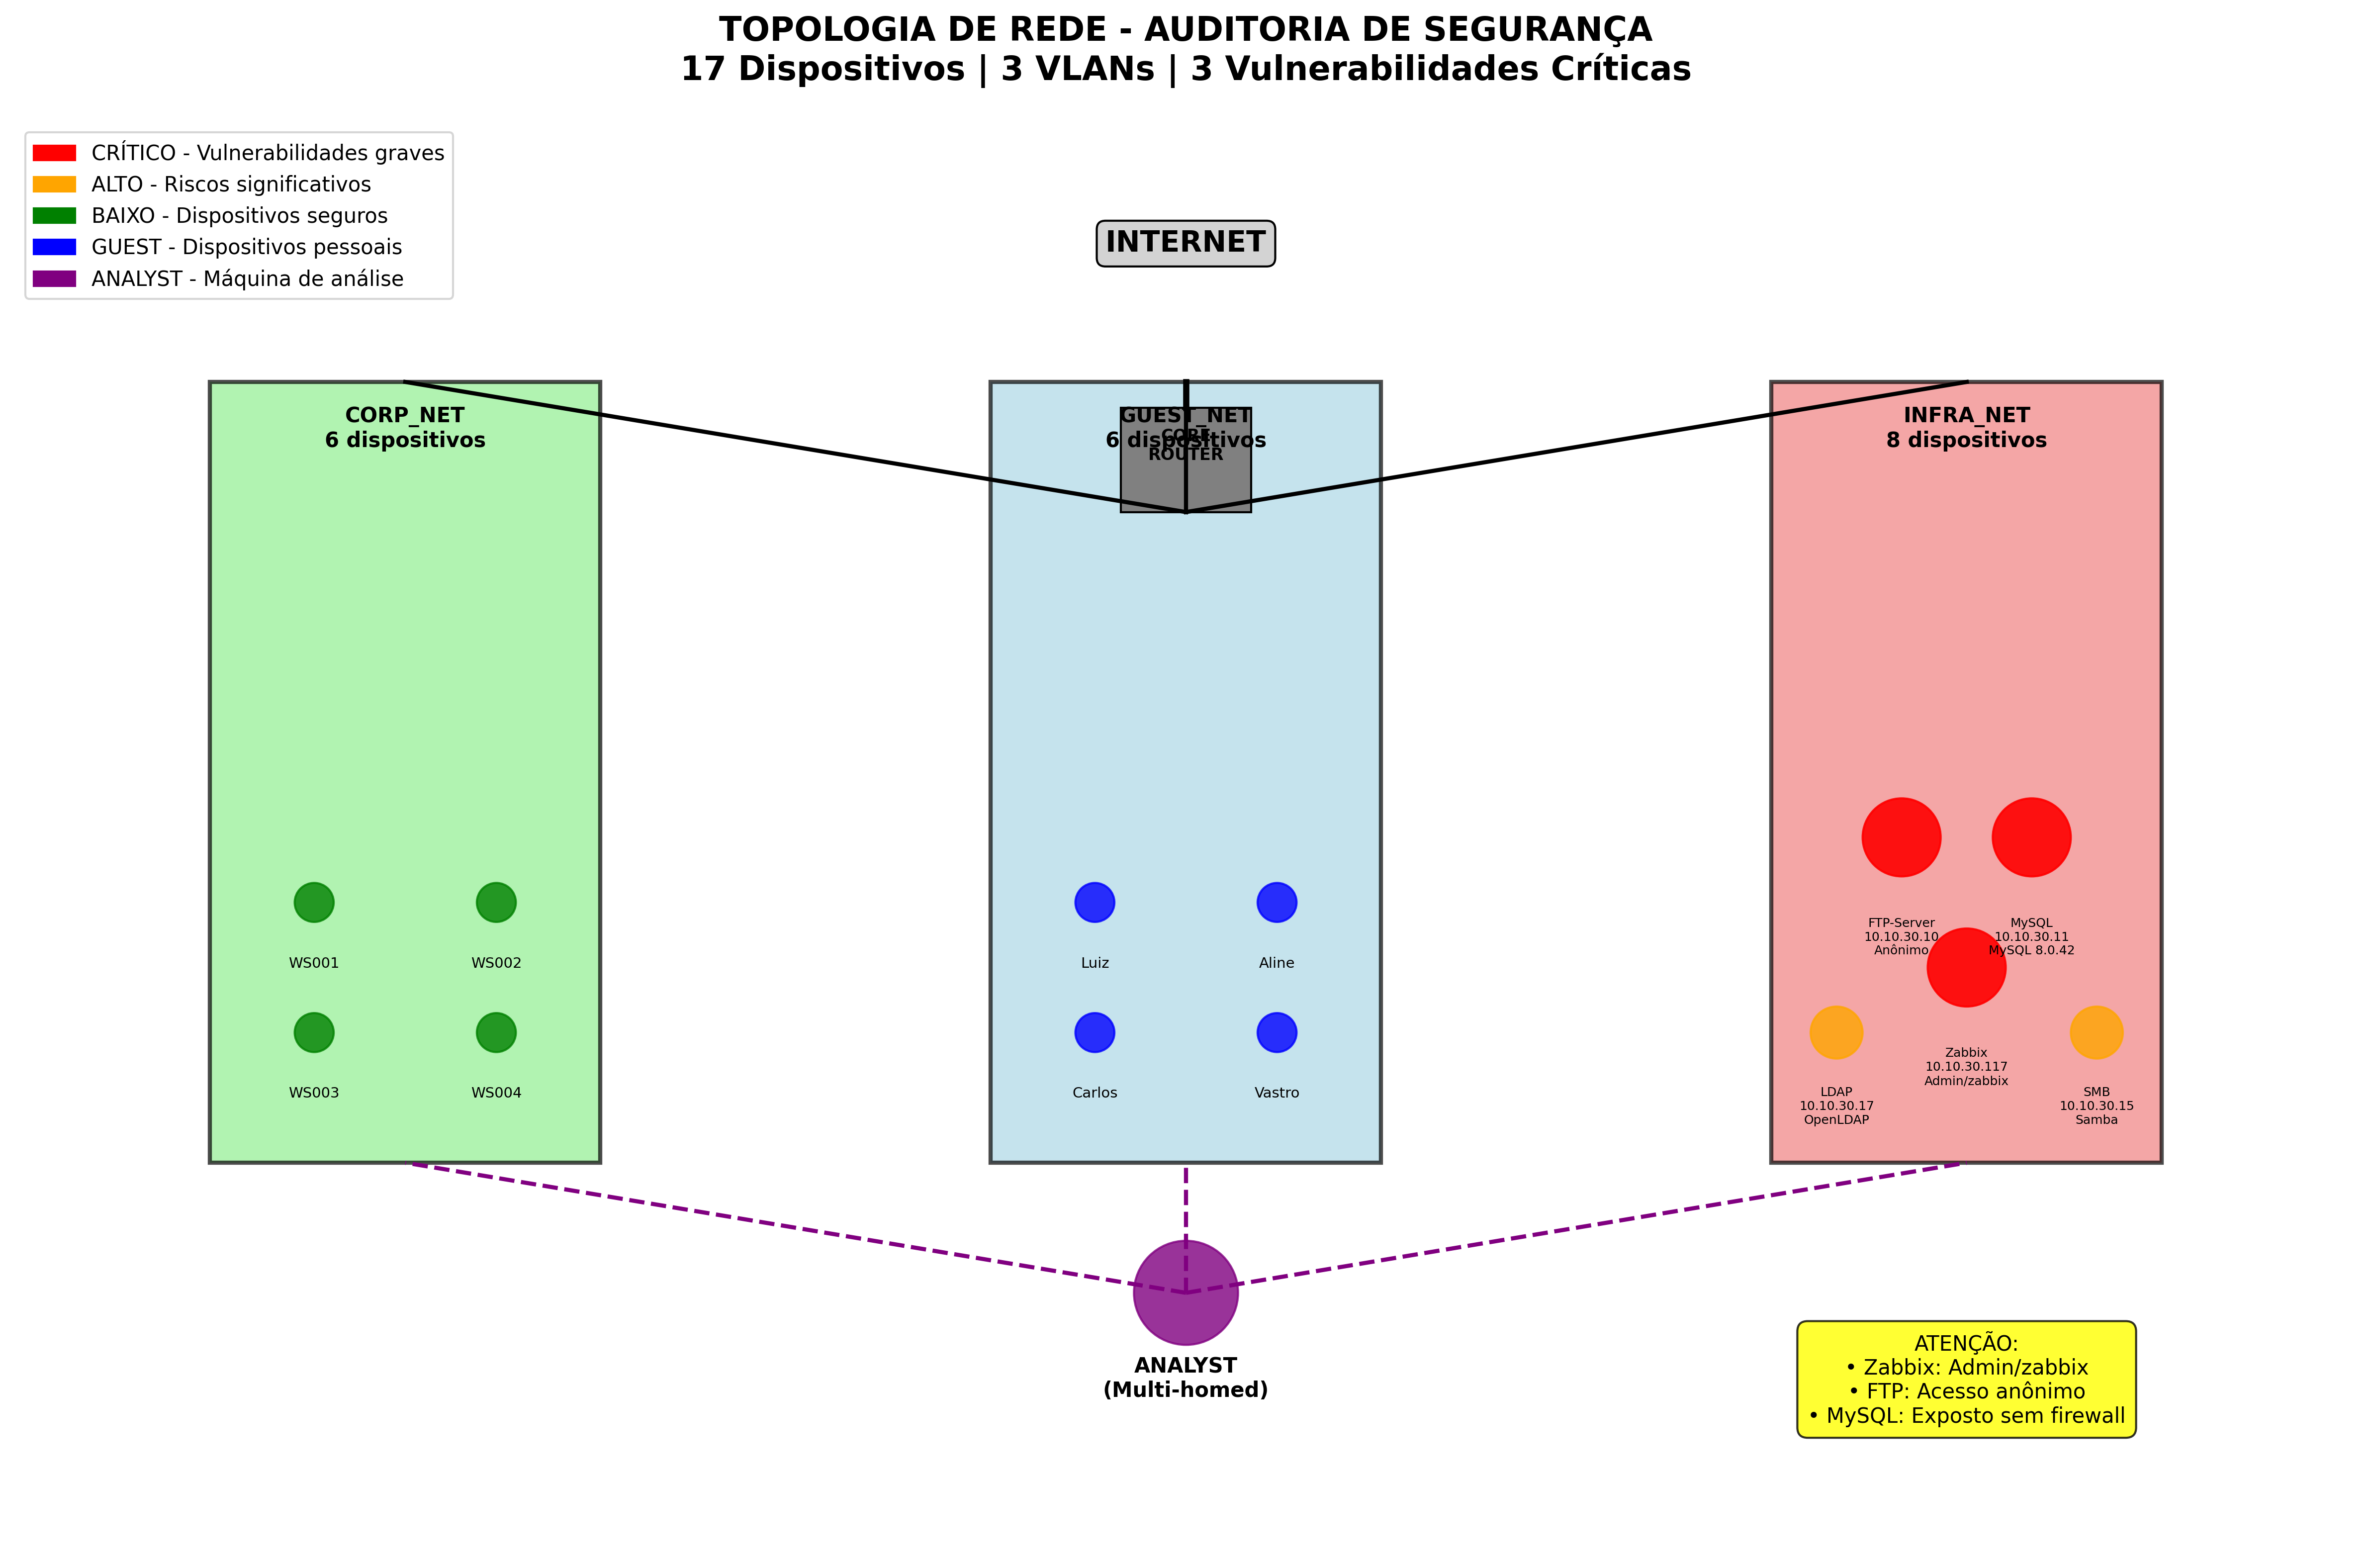 TOPOLOGIA DE REDE - AUDITORIA DE SEGURANÇA
17 Dispositivos | 3 VLANs | 3 Vulnerabilidades Críticas
CRÍTICO - Vulnerabilidades graves
ALTO - Riscos significativos
BAIXO - Dispositivos seguros
GUEST - Dispositivos pessoais
ANALYST - Máquina de análise
INTERNET
CORP_NET
6 dispositivos
WS001
WS002
WS003
WS004
GUEST_NET
6 dispositivos
CORE
ROUTER
Luiz
Aline
Carlos
Vastro
INFRA_NET
8 dispositivos
FTP-Server
10.10.30.10
Anônimo
MySQL
10.10.30.11
MySQL 8.0.42
Zabbix
10.10.30.117
Admin/zabbix
LDAP
10.10.30.17
OpenLDAP
SMB
10.10.30.15
Samba
ANALYST
(Multi-homed)
ATENÇÃO:
• Zabbix: Admin/zabbix
• FTP: Acesso anônimo
• MySQL: Exposto sem firewall